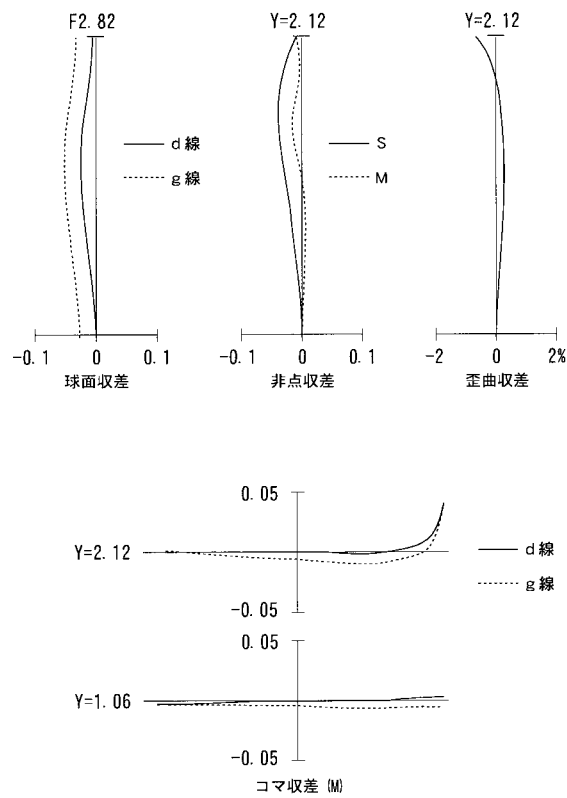 F2.82
d線
g線
-0.1 0 0.1
球面収差
Y=2.12
S
M
-0.1 0 0.1
非点収差
Y=2.12
-2 0 2%
歪曲収差
0.05
Y=2.12
-0.05
d線
g線
0.05
Y=1.06
-0.05
コマ収差 (M)